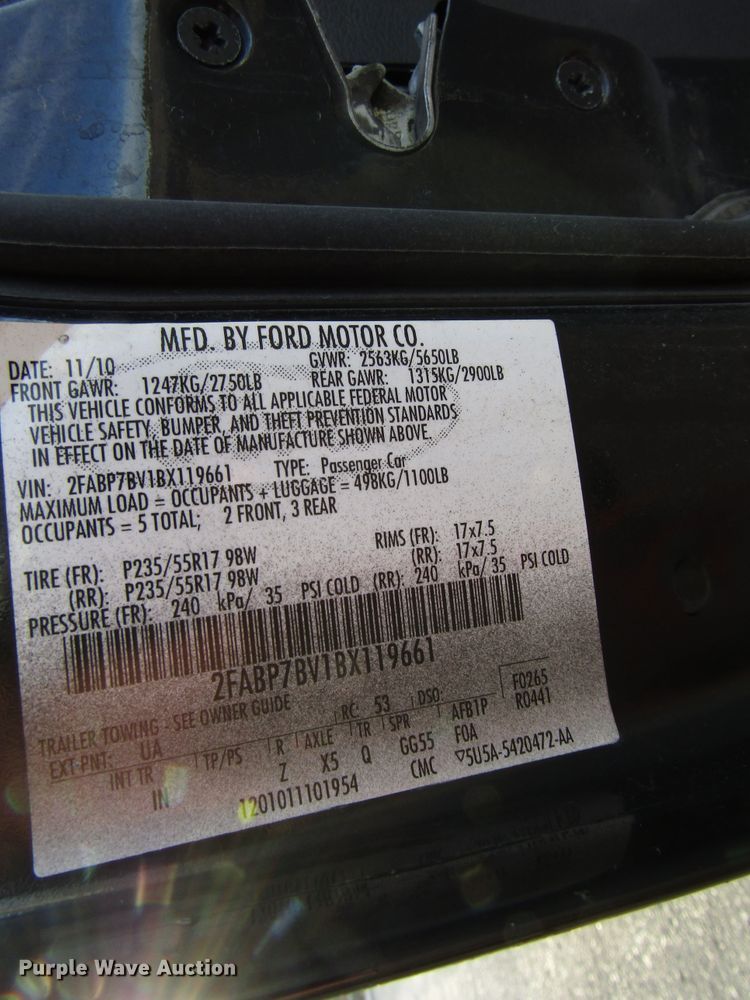 MFD. BY FORD MOTOR CO.
DATE: 11/10 GVWR: 2563KG/5650LB
FRONT GAWR: 1247KG/2750LB REAR GAWR: 1315KG/2900LB
THIS VEHICLE CONFORMS TO ALL APPLICABLE FEDERAL MOTOR
VEHICLE SAFETY, BUMPER, AND THEFT PREVENTION STANDARDS
IN EFFECT ON THE DATE OF MANUFACTURE SHOWN ABOVE.
VIN: 2FABP7BV1BX119661 TYPE: Passenger Car
MAXIMUM LOAD = OCCUPANTS + LUGGAGE = 498KG/1100LB
OCCUPANTS = 5 TOTAL; 2 FRONT, 3 REAR
TIRE (FR): P235/55R17 98W RIMS (FR): 17x7.5
(RR): P235/55R17 98W (RR): 17x7.5
PRESSURE (FR): 240 kPa/ 35 PSI COLD (RR): 240 kPa/ 35 PSI COLD
2FABP7BV1BX119661
TRAILER TOWING - SEE OWNER GUIDE RC: 53 DSO: F0265
EXT PNT: UA AFB1P R0441
INT TR TP/PS R AXLE TR SPR F0A
IN Z X5 Q GG55
1201011101954 CMC ▽5U5A-5420472-AA
Purple Wave Auction